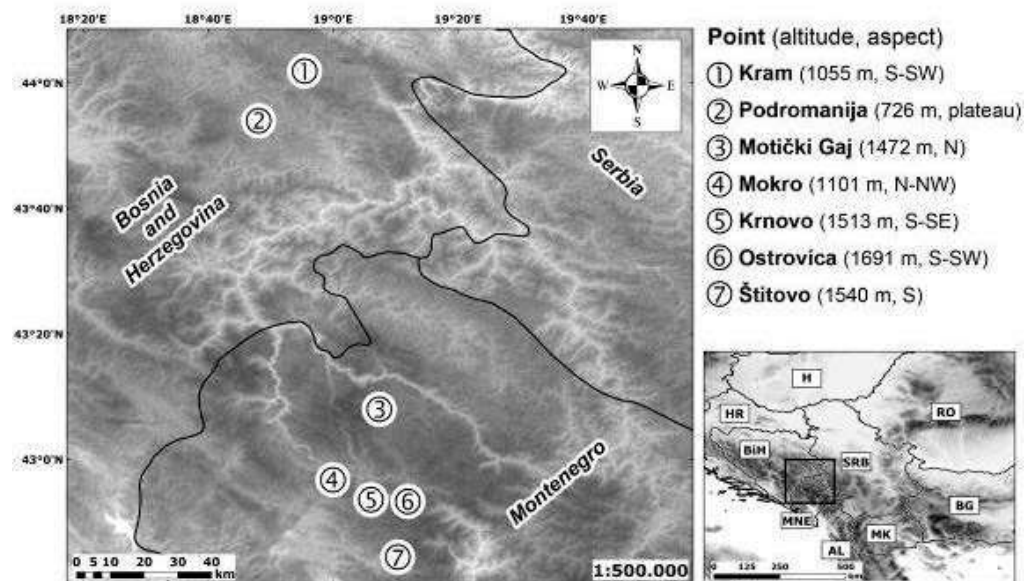 18°20'E 18°40'E 19°0'E 19°20'E 19°40'E
44°0'N
43°40'N
43°20'N
43°0'N
N
W E
S
① 
②
③
④ ⑤ ⑥
⑦
Bosnia
and
Herzegovina
Serbia
Montenegro
0 5 10 20 30 40
km
1:500.000
Point (altitude, aspect)
① Kram (1055 m, S-SW)
② Podromanija (726 m, plateau)
③ Motički Gaj (1472 m, N)
④ Mokro (1101 m, N-NW)
⑤ Krnovo (1513 m, S-SE)
⑥ Ostrovica (1691 m, S-SW)
⑦ Štitovo (1540 m, S)
H
HR
RO
BiH
SRB
BG
MNE
MK
AL
0 125 250 500
km